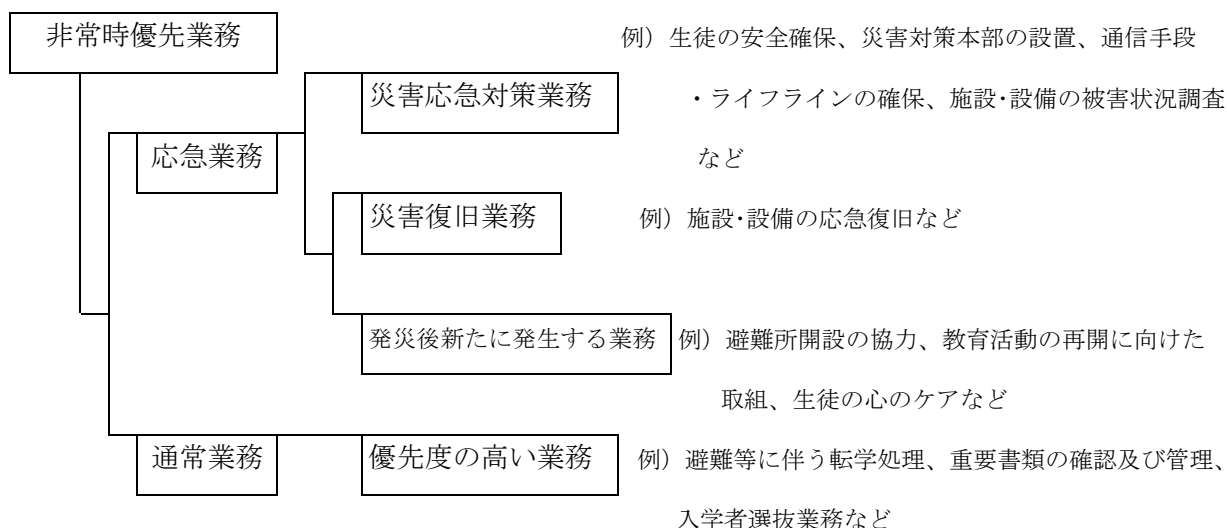 非常時優先業務
例）生徒の安全確保、災害対策本部の設置、通信手段
災害応急対策業務
・ライフラインの確保、施設・設備の被害状況調査
応急業務
など
災害復旧業務
例）施設・設備の応急復旧など
発災後新たに発生する業務
例）避難所開設の協力、教育活動の再開に向けた
取組、生徒の心のケアなど
通常業務
優先度の高い業務
例）避難等に伴う転学処理、重要書類の確認及び管理、
入学者選抜業務など